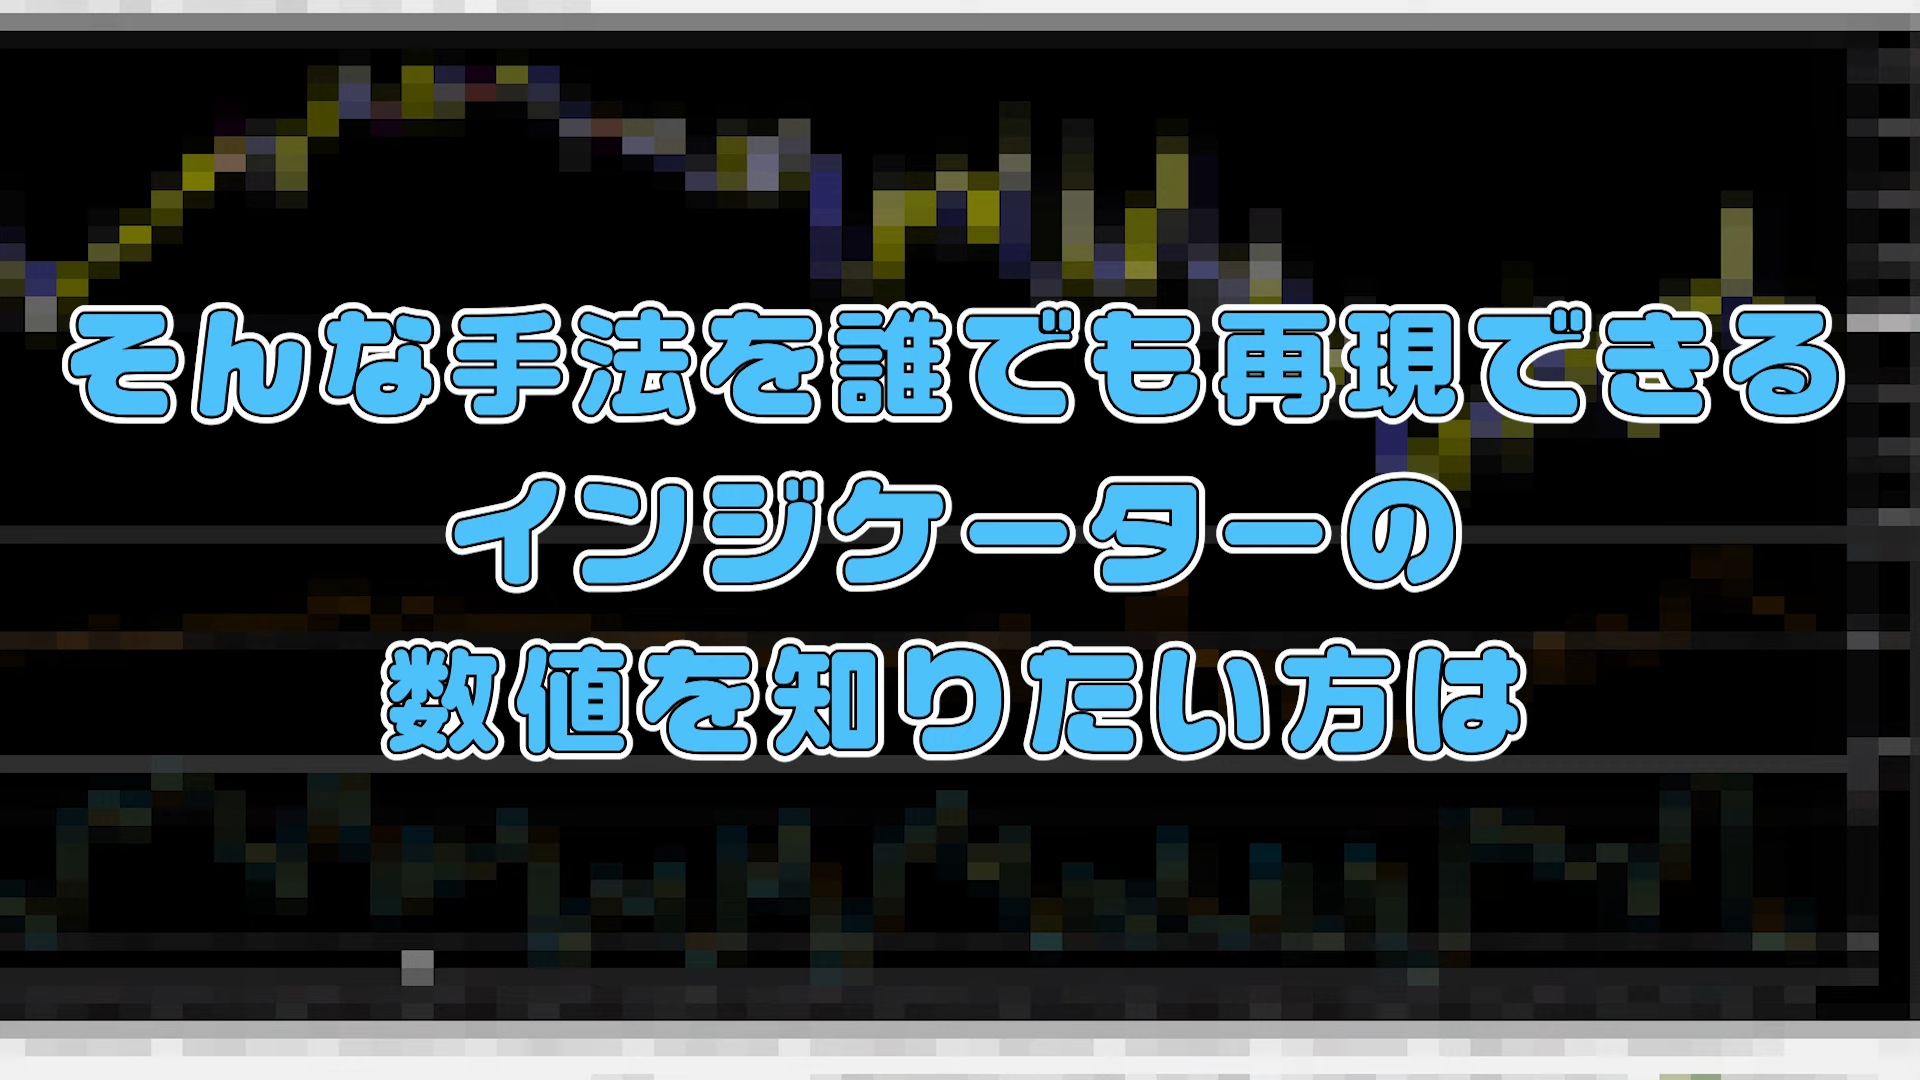 そんな手法を誰でも再現できる
インジケーターの
数値を知りたい方は